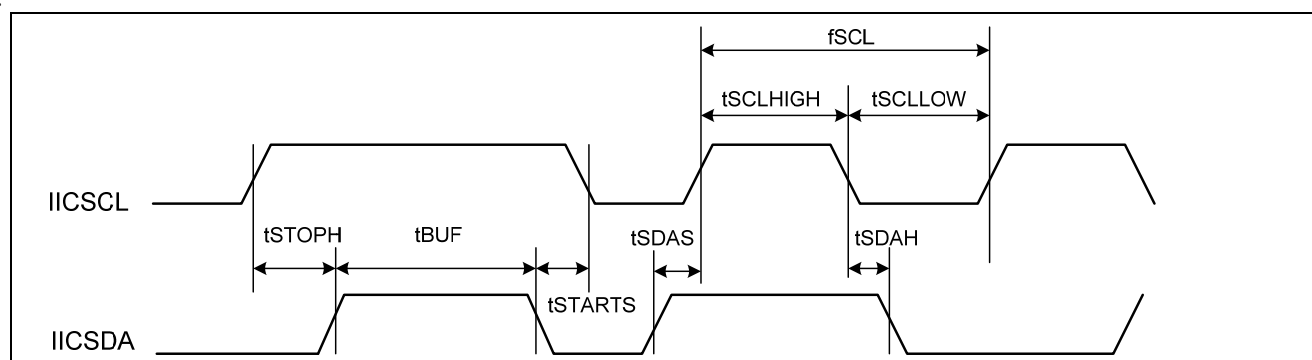 fSCL
tSCLHIGH
tSCLLOW
IICSCL
tSTOPH
tBUF
tSDAS
tSDAH
tSTARTS
IICSDA